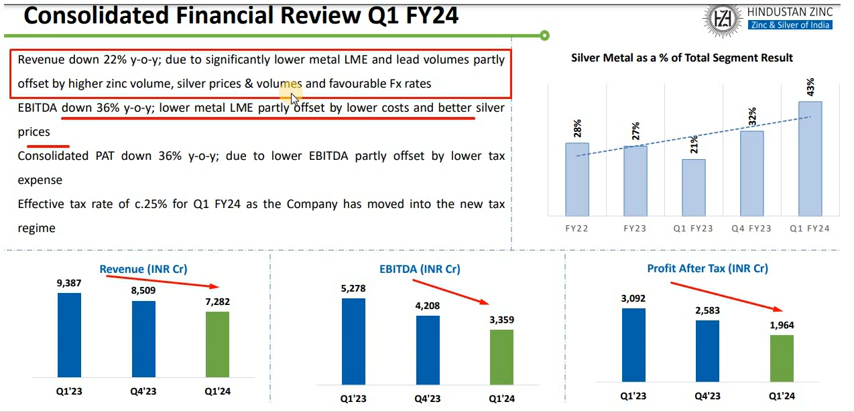 Consolidated Financial Review Q1 FY24
HINDUSTAN ZINC
Zinc & Silver of India
Revenue down 22% y-o-y; due to significantly lower metal LME and lead volumes partly
offset by higher zinc volume, silver prices & volumes and favourable Fx rates
EBITDA down 36% y-o-y; lower metal LME partly offset by lower costs and better silver
prices
Consolidated PAT down 36% y-o-y; due to lower EBITDA partly offset by lower tax
expense
Effective tax rate of c.25% for Q1 FY24 as the Company has moved into the new tax
regime
Silver Metal as a % of Total Segment Result
28%
27%
21%
32%
43%
FY22
FY23
Q1 FY23
Q4 FY23
Q1 FY24
Revenue (INR Cr)
9,387
8,509
7,282
Q1'23
Q4'23
Q1'24
EBITDA (INR Cr)
5,278
4,208
3,359
Q1'23
Q4'23
Q1'24
Profit After Tax (INR Cr)
3,092
2,583
1,964
Q1'23
Q4'23
Q1'24